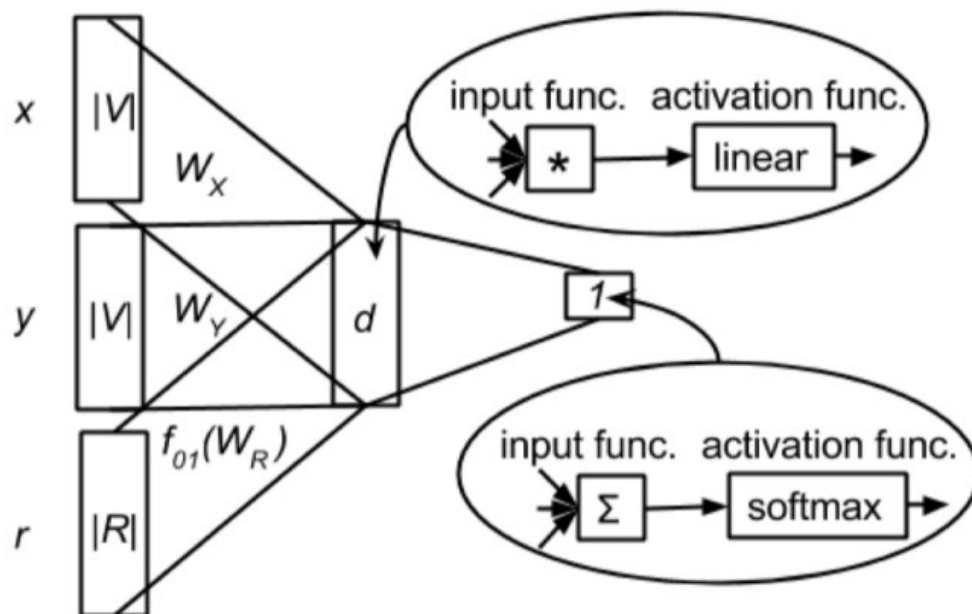 x
|V|
W_X
y
|V|
W_Y
d
1
r
|R|
f_01(W_R)
input func. activation func.
* linear
input func. activation func.
Σ softmax